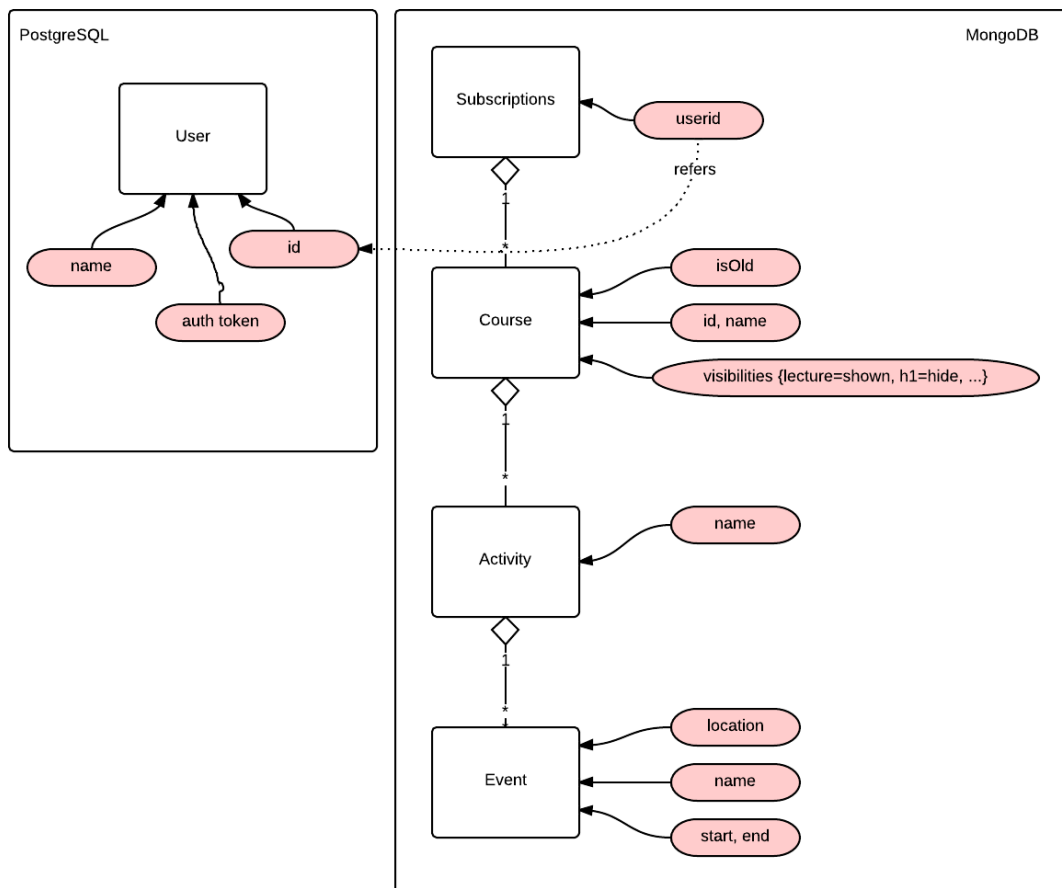 PostgreSQL
User
name
id
auth token
MongoDB
Subscriptions
userid
refers
1
*
Course
isOld
id, name
visibilities {lecture=shown, h1=hide, ...}
1
*
Activity
name
1
*
Event
location
name
start, end